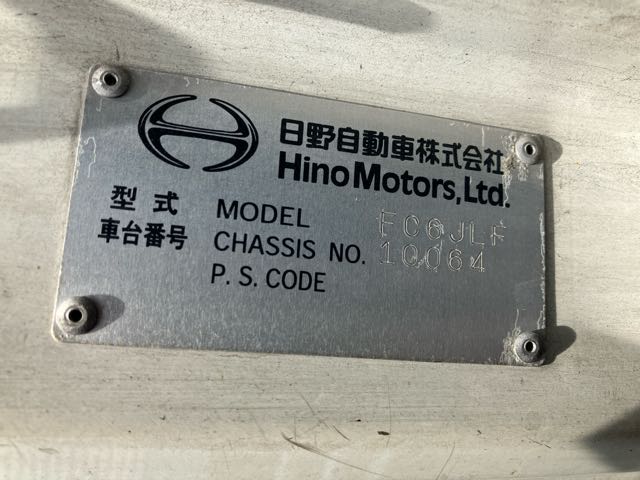 日野自動車株式会社
Hino Motors, Ltd.
型式 MODEL FC6JLF
車台番号 CHASSIS NO. 10064
P. S. CODE